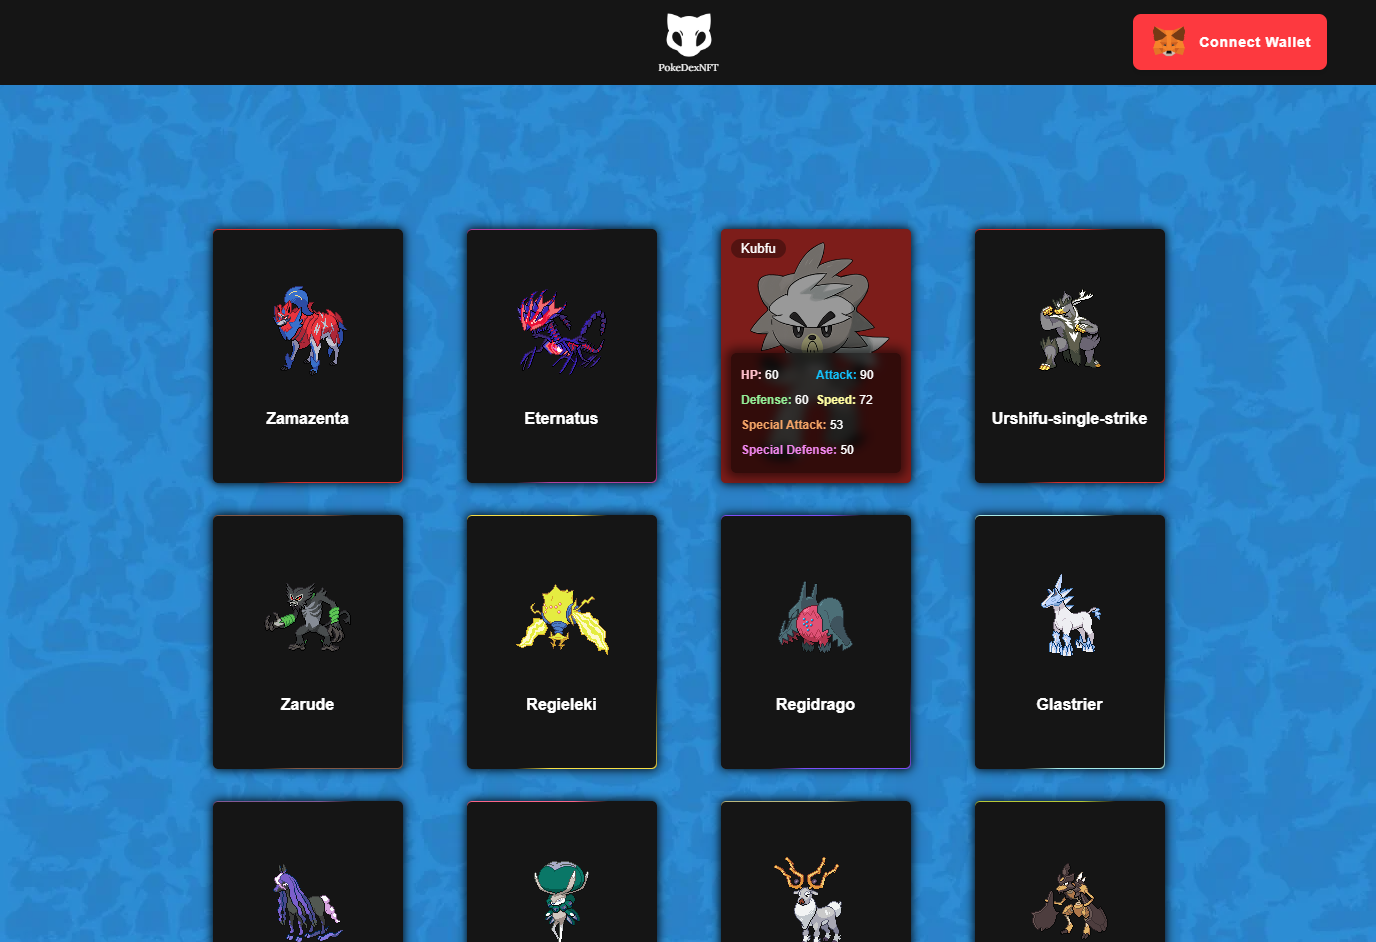 PokeDexNFT
Connect Wallet
Zamazenta
Eternatus
Kubfu
HP: 60 Attack: 90
Defense: 60 Speed: 72
Special Attack: 53
Special Defense: 50
Urshifu-single-strike
Zarude
Regieleki
Regidrago
Glastrier